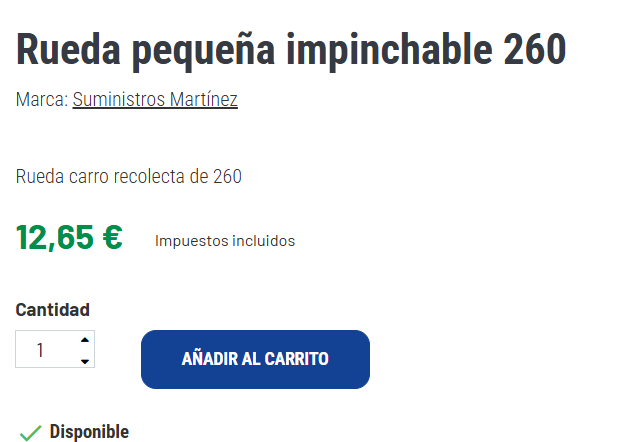 Rueda pequeña impinchable 260
Marca: Suministros Martínez
Rueda carro recolecta de 260
12,65 € Impuestos incluidos
Cantidad
1
AÑADIR AL CARRITO
Disponible